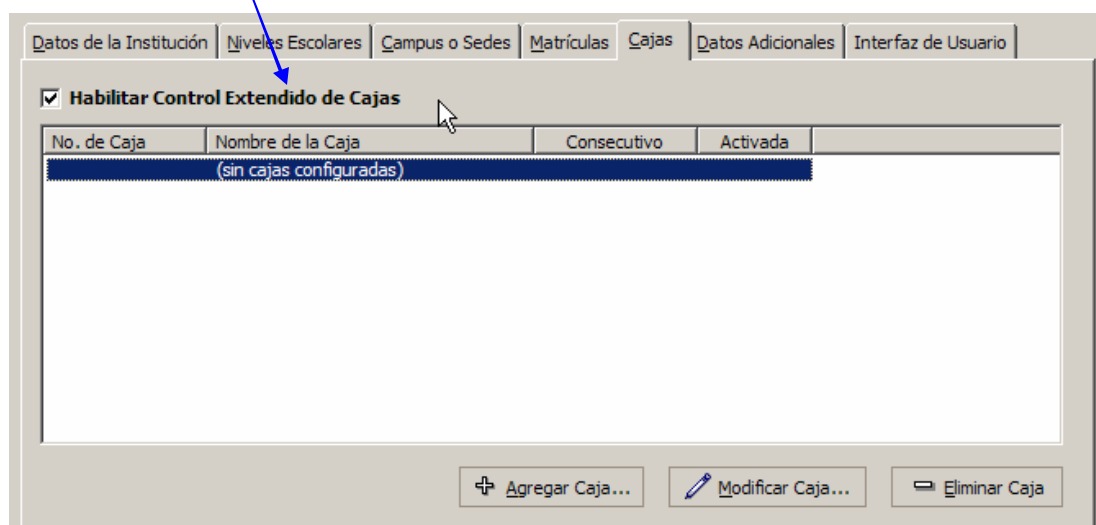 Datos de la Institución Niveles Escolares Campus o Sedes Matrículas Cajas Datos Adicionales Interfaz de Usuario
Habilitar Control Extendido de Cajas
No. de Caja Nombre de la Caja Consecutivo Activada
(sin cajas configuradas)
Agregar Caja... Modificar Caja... Eliminar Caja